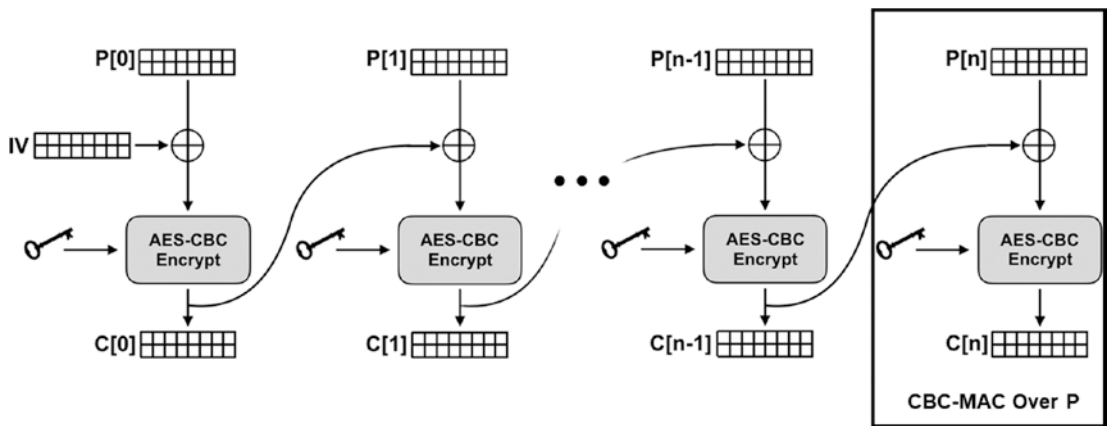 P[0]
P[1]
P[n-1]
P[n]
IV
AES-CBC
Encrypt
AES-CBC
Encrypt
AES-CBC
Encrypt
AES-CBC
Encrypt
C[0]
C[1]
C[n-1]
C[n]
CBC-MAC Over P